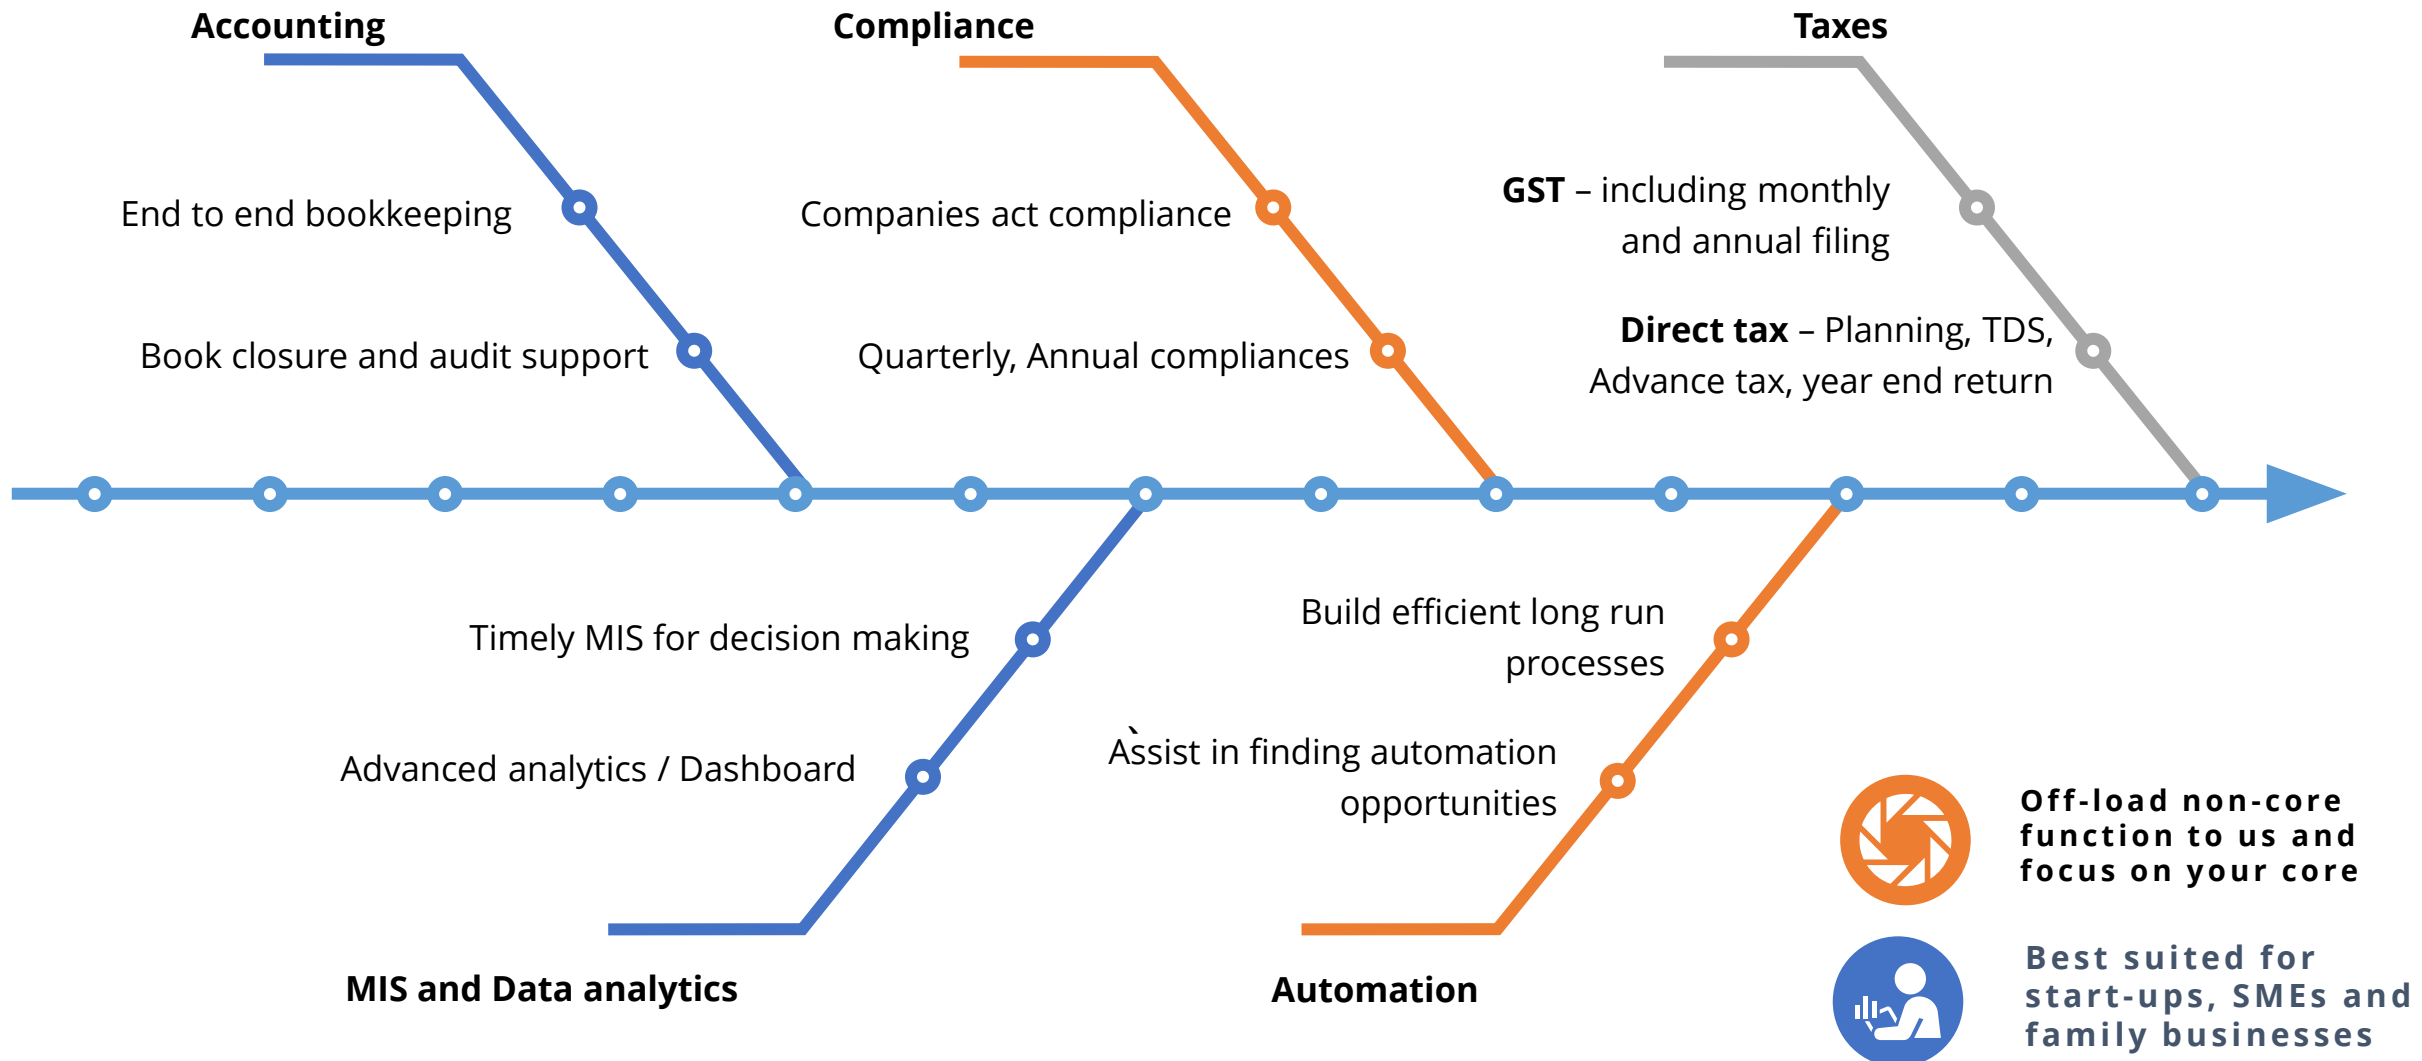 Accounting
Compliance
Taxes
End to end bookkeeping
Companies act compliance
GST – including monthly
and annual filing
Book closure and audit support
Quarterly, Annual compliances
Direct tax – Planning, TDS,
Advance tax, year end return
Timely MIS for decision making
Build efficient long run
processes
Advanced analytics / Dashboard
`
Assist in finding automation
opportunities
MIS and Data analytics
Automation
Off-load non-core
function to us and
focus on your core
Best suited for
start-ups, SMEs and
family businesses